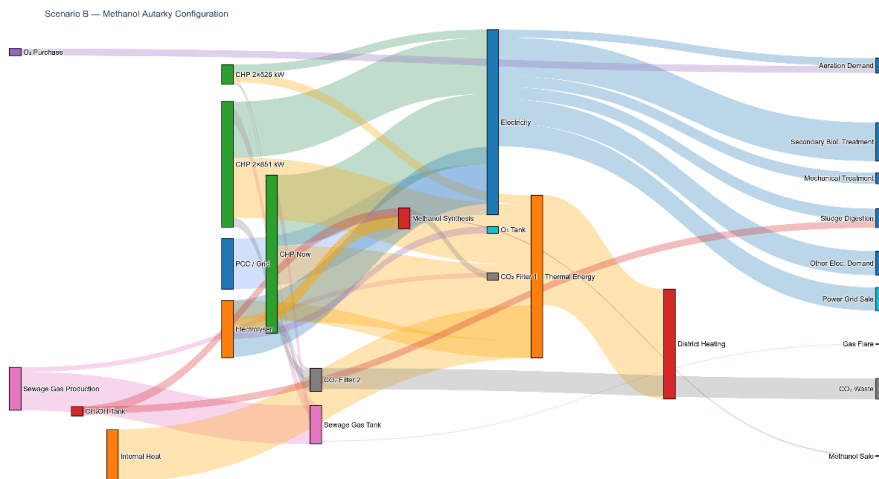 Scenario B — Methanol Autarky Configuration
O₂ Purchase
Aeration Demand
CHP 2×526 kW
Electricity
Secondary Biol. Treatment
CHP 2×851 kW
Mechanical Treatment
Methanol Synthesis
Sludge Digestion
O₂ Tank
CHP Now
PCC / Grid
Other Elec. Demand
CO₂ Filter 1
Thermal Energy
Power Grid Sale
Electrolyser
District Heating
Gas Flare
CO₂ Filter 2
Sewage Gas Production
CO₂ Waste
CH₃OH Tank
Sewage Gas Tank
Internal Heat
Methanol Sale